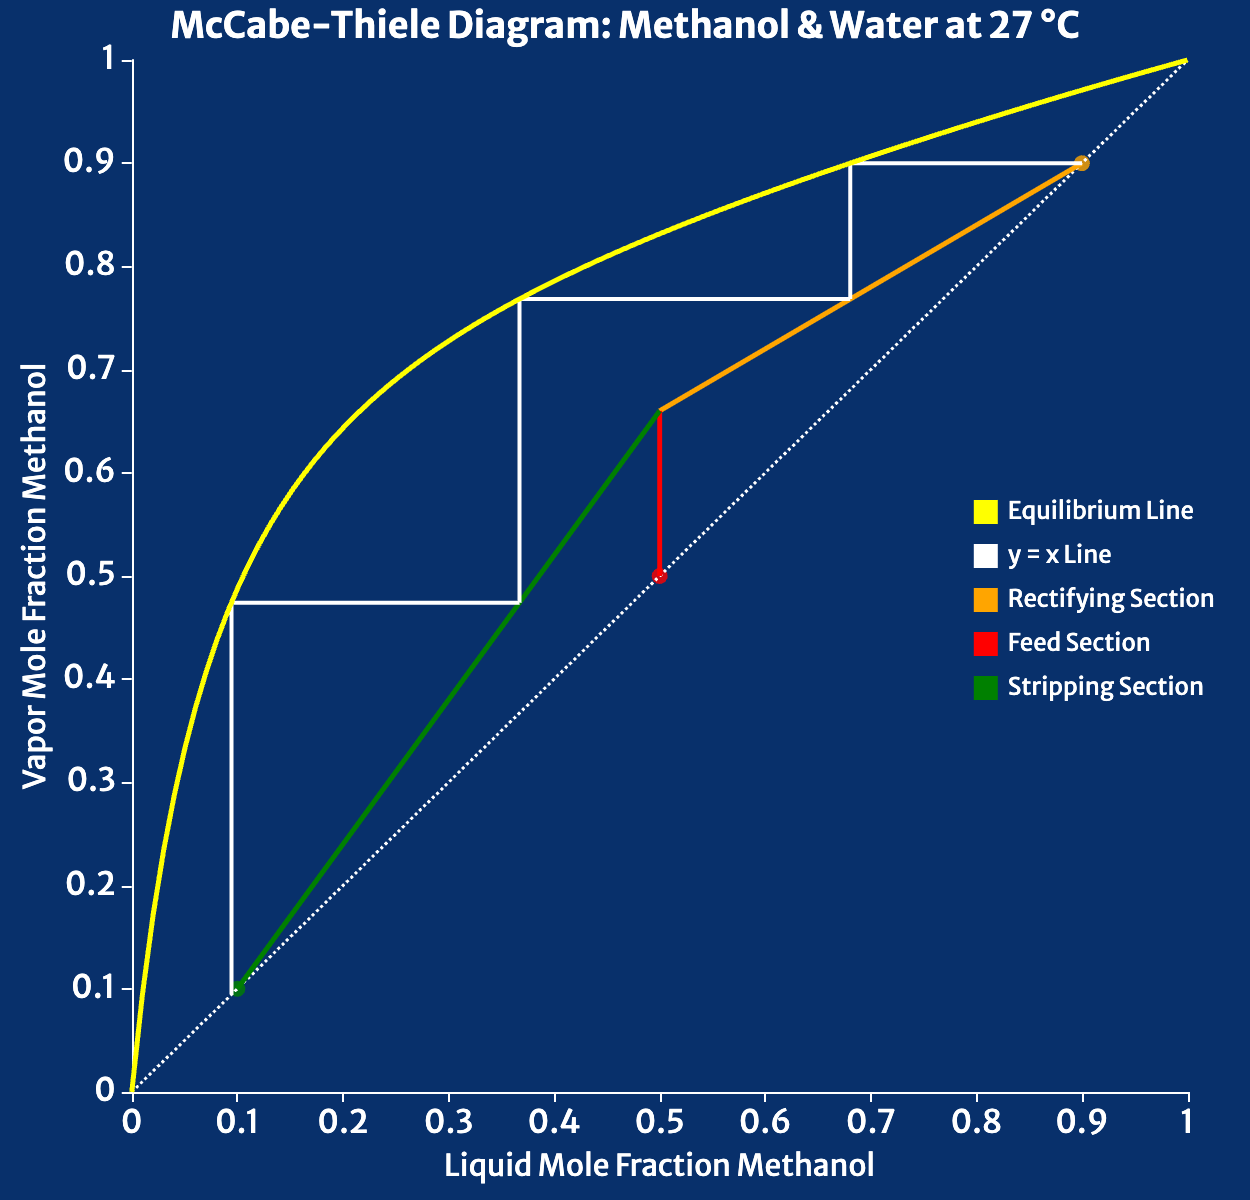 McCabe-Thiele Diagram: Methanol & Water at 27 °C
1
0.9
0.8
0.7
0.6
0.5
0.4
0.3
0.2
0.1
0
Vapor Mole Fraction Methanol
Equilibrium Line
y = x Line
Rectifying Section
Feed Section
Stripping Section
0 0.1 0.2 0.3 0.4 0.5 0.6 0.7 0.8 0.9 1
Liquid Mole Fraction Methanol